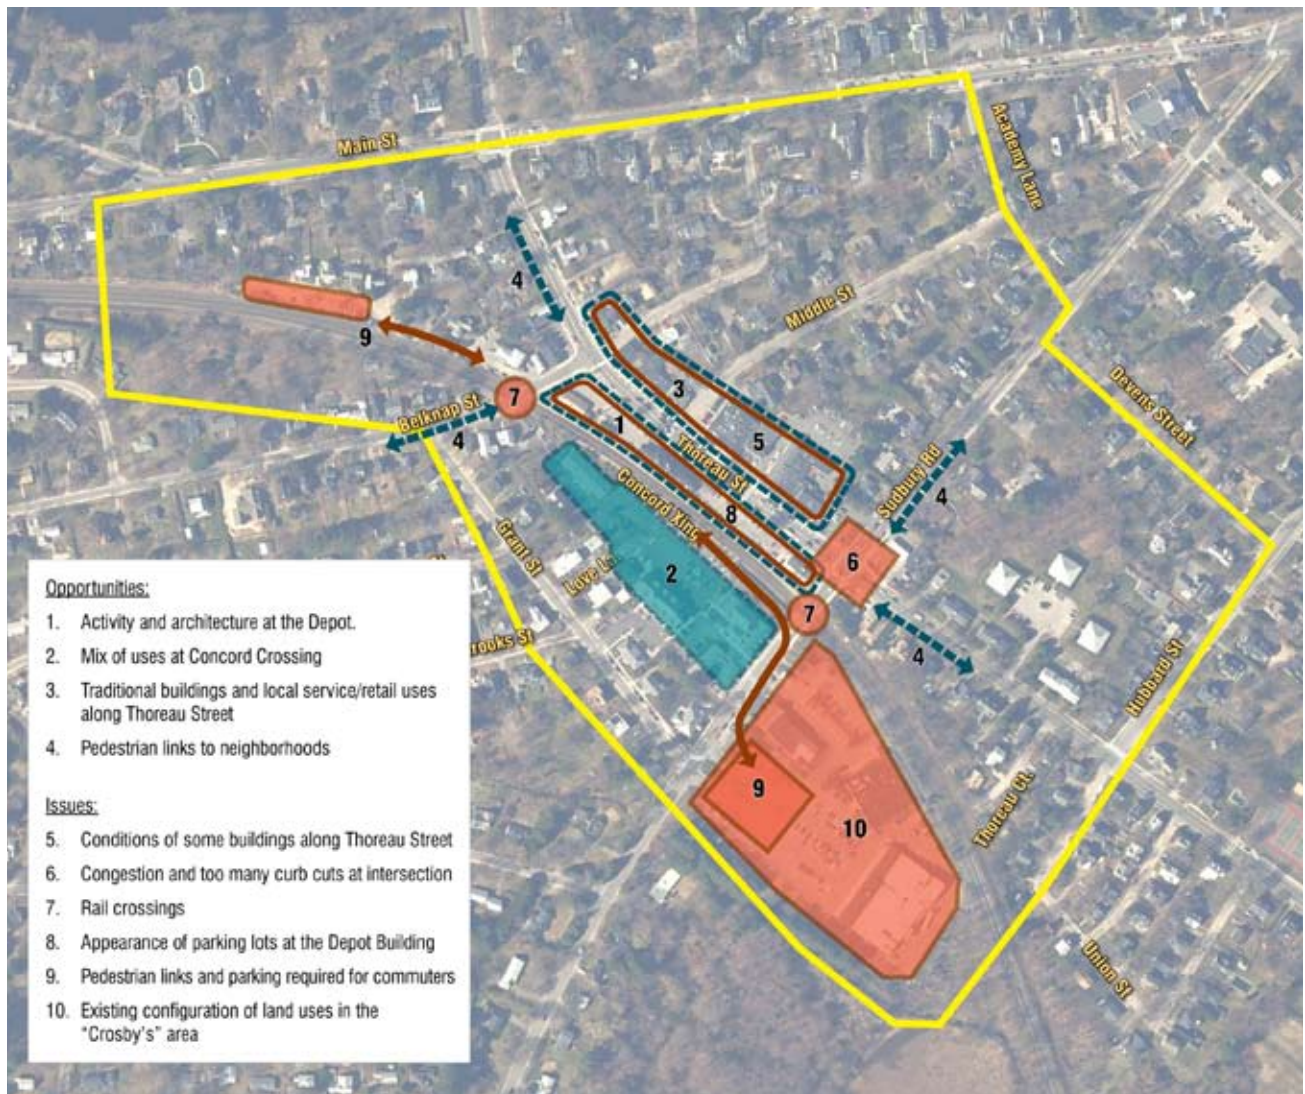 Main St
Academy Lane
4
Middle St
9
7
Belknap St
4
3
1
5
Thoreau St
Devens Street
Sudbury Rd
4
Concord Xing
8
6
Grant St
Love
2
7
4
Hubbard St
9
10
Thoreau Ct.
Union St
Opportunities:
1. Activity and architecture at the Depot.
2. Mix of uses at Concord Crossing
3. Traditional buildings and local service/retail uses
along Thoreau Street
4. Pedestrian links to neighborhoods
Issues:
5. Conditions of some buildings along Thoreau Street
6. Congestion and too many curb cuts at intersection
7. Rail crossings
8. Appearance of parking lots at the Depot Building
9. Pedestrian links and parking required for commuters
10. Existing configuration of land uses in the
"Crosby's" area
rooks St